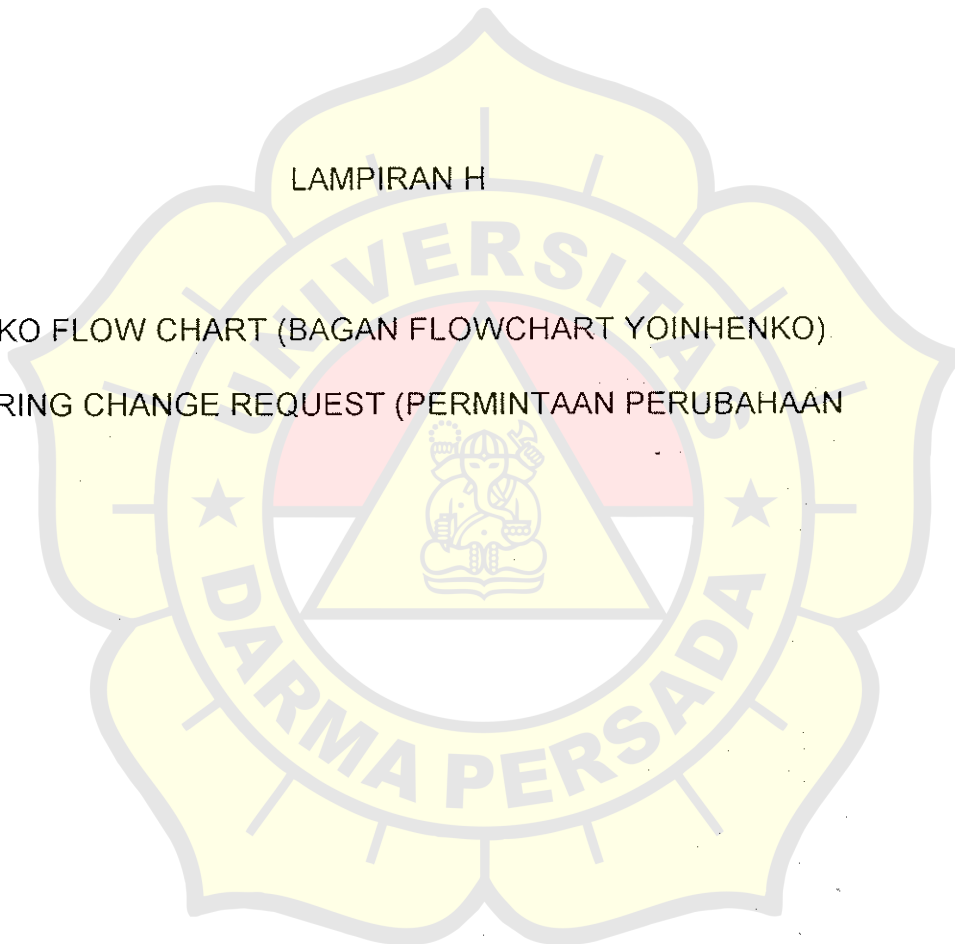 LAMPIRAN H
KO FLOW CHART (BAGAN FLOWCHART YOINHENKO)
RING CHANGE REQUEST (PERMINTAAN PERUBAHAAN
UNIVERSITAS
DARMA PERSADA